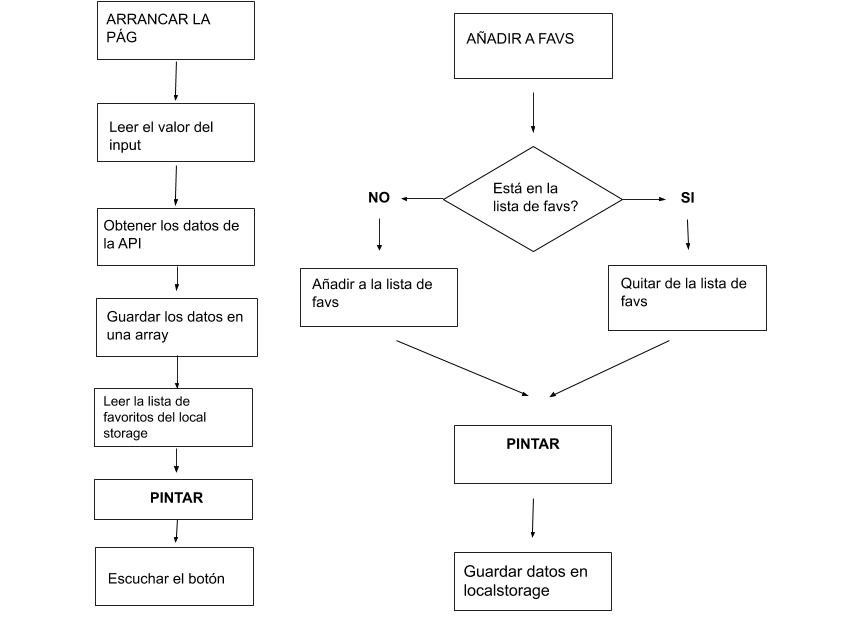 ARRANCAR LA
PÁG
Leer el valor del
input
Obtener los datos de
la API
Guardar los datos en
una array
Leer la lista de
favoritos del local
storage
PINTAR
Escuchar el botón
AÑADIR A FAVS
Está en la
lista de favs?
NO
SI
Añadir a la lista de
favs
Quitar de la lista de
favs
PINTAR
Guardar datos en
localstorage